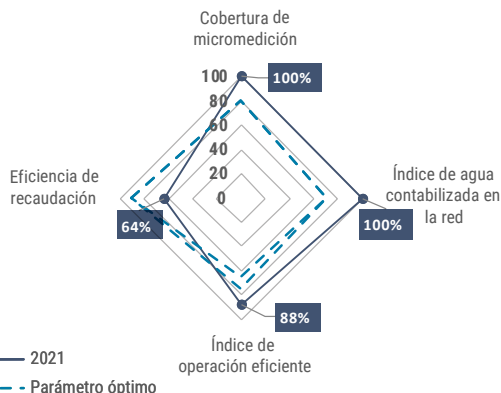 Cobertura de
micromedición
100
100%
80
60
40
20
0
Eficiencia de
recaudación
64%
Índice de agua
contabilizada en
la red
100%
88%
Índice de
operación eficiente
2021
Parámetro óptimo